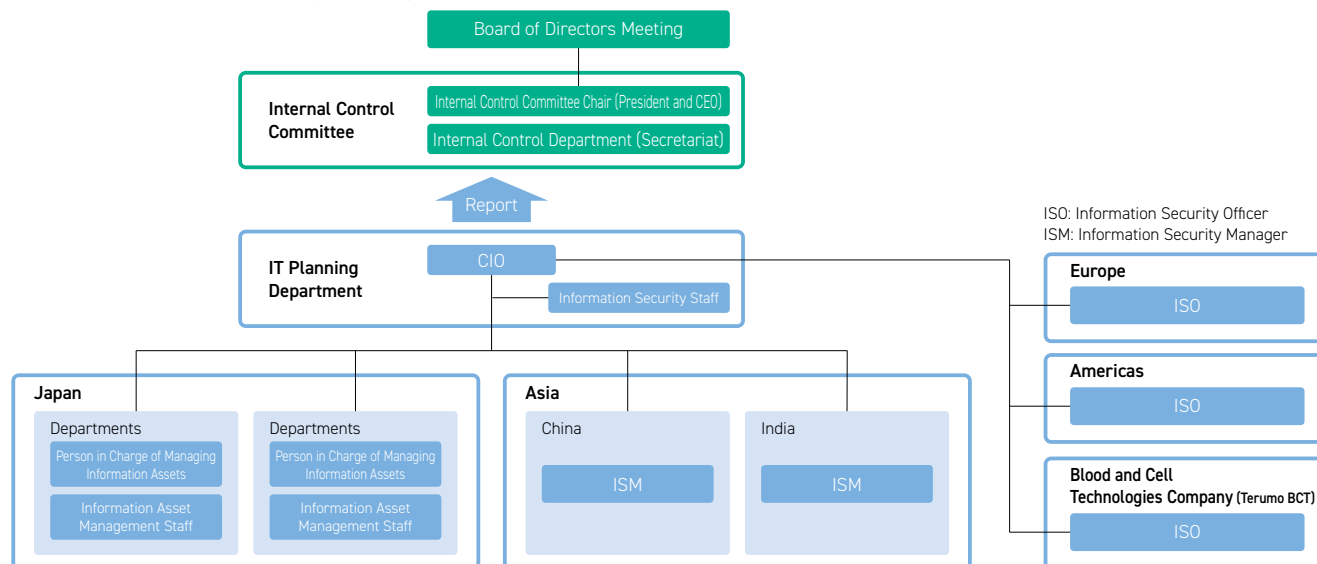 Board of Directors Meeting
Internal Control
Committee
Internal Control Committee Chair (President and CEO)
Internal Control Department (Secretariat)
Report
IT Planning
Department
CIO
Information Security Staff
ISO: Information Security Officer
ISM: Information Security Manager
Europe
ISO
Americas
ISO
Blood and Cell
Technologies Company (Terumo BCT)
ISO
Japan
Departments
Person in Charge of Managing
Information Assets
Information Asset
Management Staff
Departments
Person in Charge of Managing
Information Assets
Information Asset
Management Staff
Asia
China
ISM
India
ISM